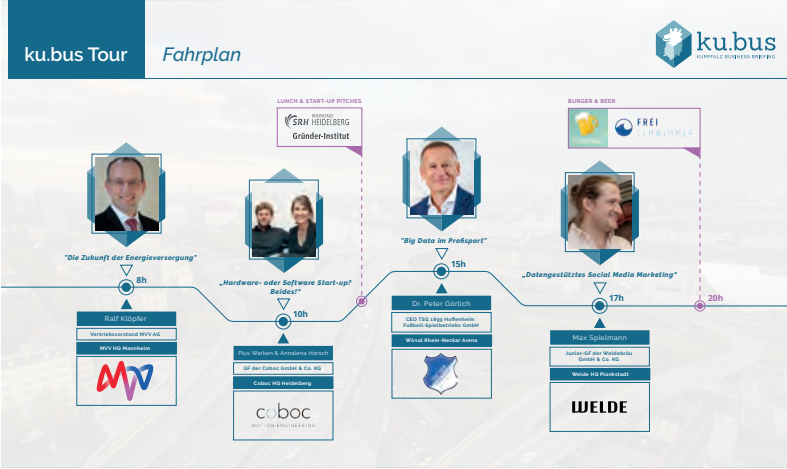 ku.bus Tour
Fahrplan
ku.bus
KURPFALZ BUSINESS BRIEFING
LUNCH & START-UP PITCHES
HOCHSCHULE
SRH HEIDELBERG
Gründer-Institut
BURGER & BEER
FREI
SCHWIMMER
"Die Zukunft der Energieversorgung"
8h
Ralf Klöpfer
Vertriebsvorstand MVV AG
MVV HQ Mannheim
MVV
„Hardware- oder Software Start-up?
Beides!"
10h
Pius Warken & Annalena Horsch
GF der Coboc GmbH & Co. KG
Coboc HQ Heidelberg
coboc
MOTION ENGINEERING
"Big Data im Profisport"
15h
Dr. Peter Görlich
CEO TSG 1899 Hoffenheim
Fußball-Spielbetriebs GmbH
Wirsol Rhein-Neckar Arena
„Datengestütztes Social Media Marketing"
17h
Max Spielmann
Junior-GF der Weldebräu
GmbH & Co. KG
Welde HQ Plankstadt
WELDE
20h